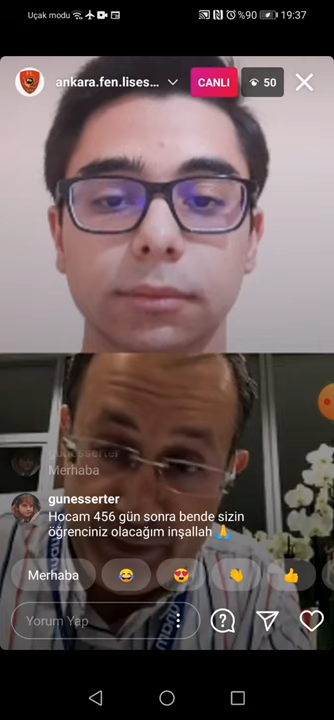 Uçak modu
%90
19:37
ankara.fen.lises...
CANLI
50
gunesserter
Merhaba
gunesserter
Hocam 456 gün sonra bende sizin
öğrenciniz olacağım inşallah 🙏
Merhaba 😂 😍 👏 👍
Yorum Yap